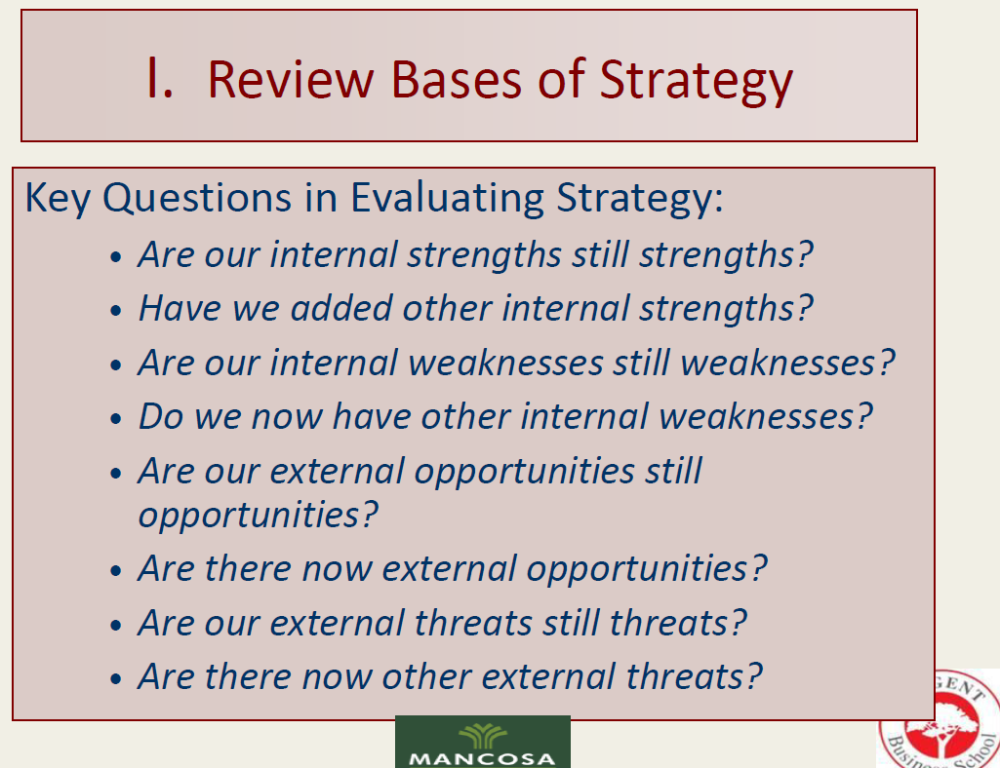 I. Review Bases of Strategy
Key Questions in Evaluating Strategy:
• Are our internal strengths still strengths?
• Have we added other internal strengths?
• Are our internal weaknesses still weaknesses?
• Do we now have other internal weaknesses?
• Are our external opportunities still
opportunities?
• Are there now external opportunities?
• Are our external threats still threats?
• Are there now other external threats?
MANCOSA
Business School